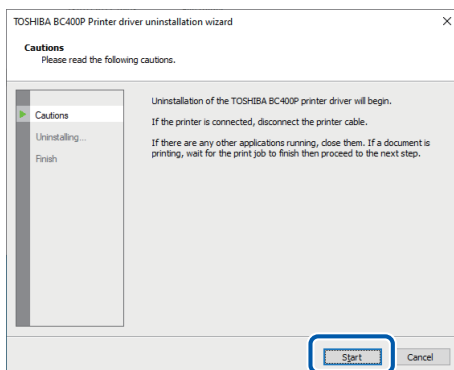 TOSHIBA BC400P Printer driver uninstallation wizard
Cautions
Please read the following cautions.
Cautions
Uninstalling...
Finish
Uninstallation of the TOSHIBA BC400P printer driver will begin.
If the printer is connected, disconnect the printer cable.
If there are any other applications running, close them. If a document is
printing, wait for the print job to finish then proceed to the next step.
Start
Cancel